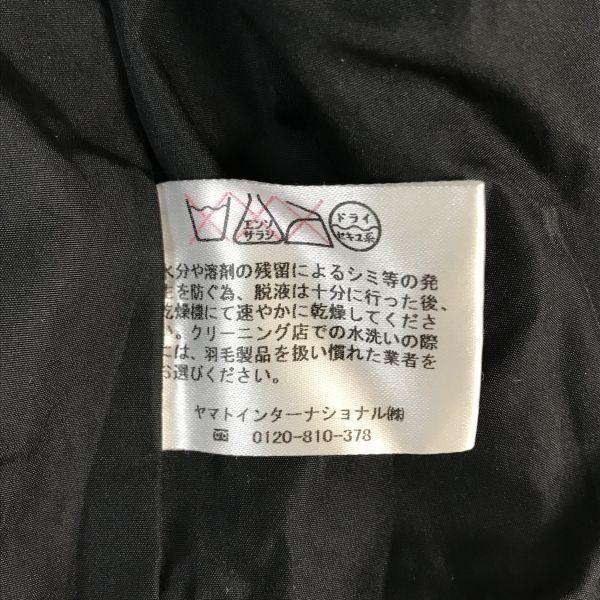 エンソ
サラシ
ドライ
セキユ系
水分や溶剤の残留によるシミ等の発
生を防ぐ為、脱液は十分に行った後、
乾燥機にて速やかに乾燥してくださ
い。クリーニング店での水洗いの際
には、羽毛製品を扱い慣れた業者を
お選びください。
ヤマトインターナショナル㈱
0120-810-378